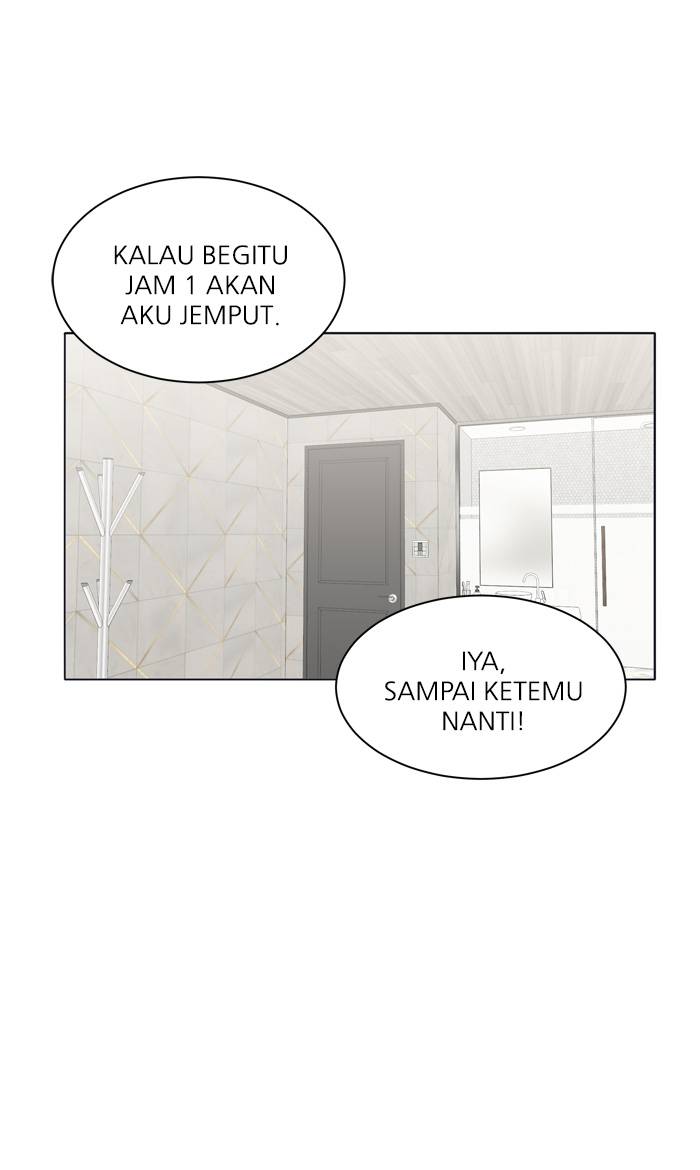 KALAU BEGITU
JAM 1 AKAN
AKU JEMPUT.
IYA,
SAMPAI KETEMU
NANTI!